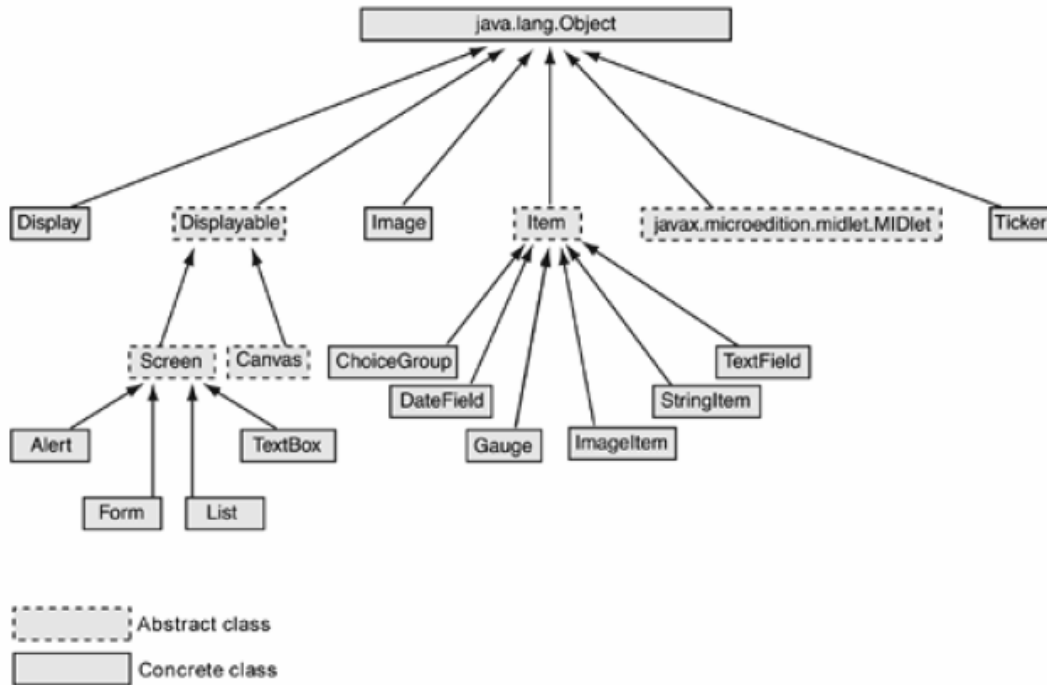 java.lang.Object
Display
Displayable
Image
Item
javax.microedition.midlet.MIDlet
Ticker
Screen
Canvas
ChoiceGroup
TextField
DateField
StringItem
Alert
TextBox
Gauge
ImageItem
Form
List
Abstract class
Concrete class